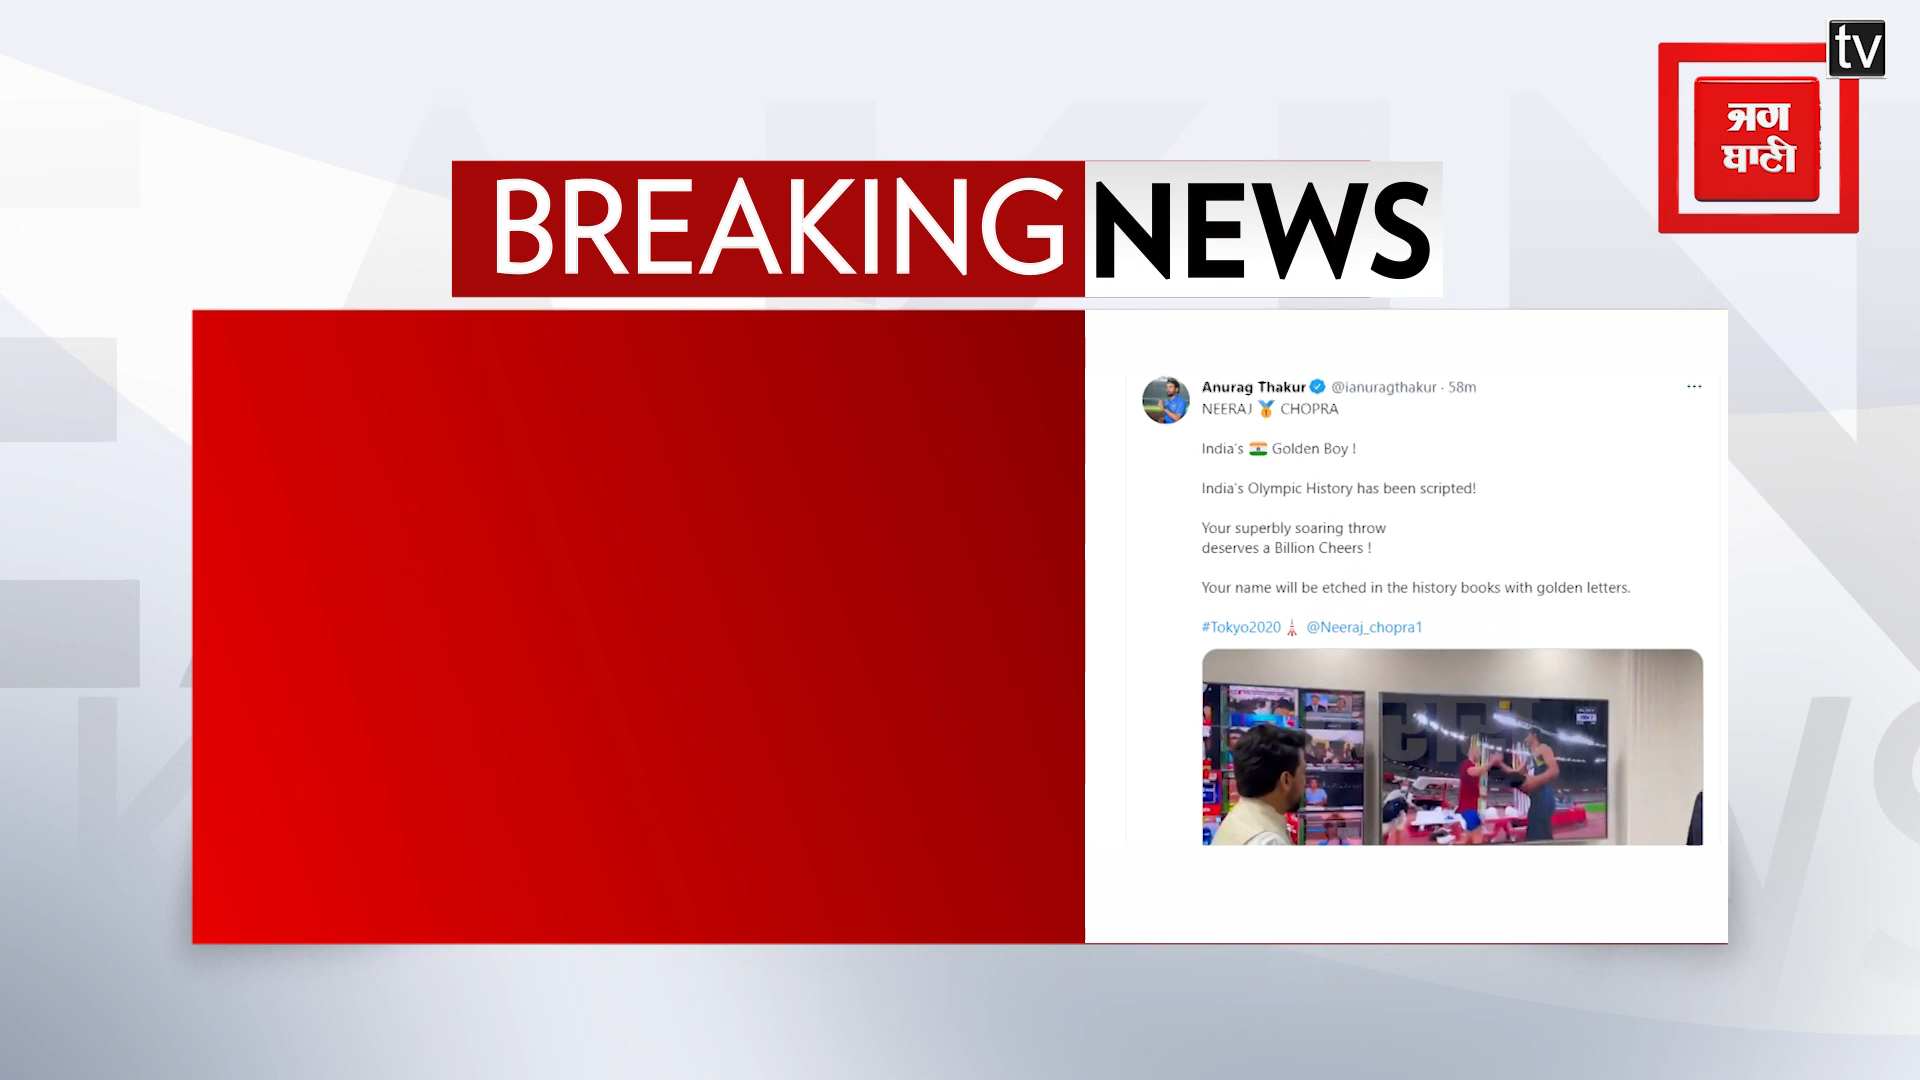 tv
ਜਗ
ਬਾਣੀ
BREAKING NEWS
Anurag Thakur @ianuragthakur · 58m
NEERAJ 🏅 CHOPRA
India's 🇮🇳 Golden Boy !
India's Olympic History has been scripted!
Your superbly soaring throw
deserves a Billion Cheers !
Your name will be etched in the history books with golden letters.
#Tokyo2020 🗼 @Neeraj_chopra1